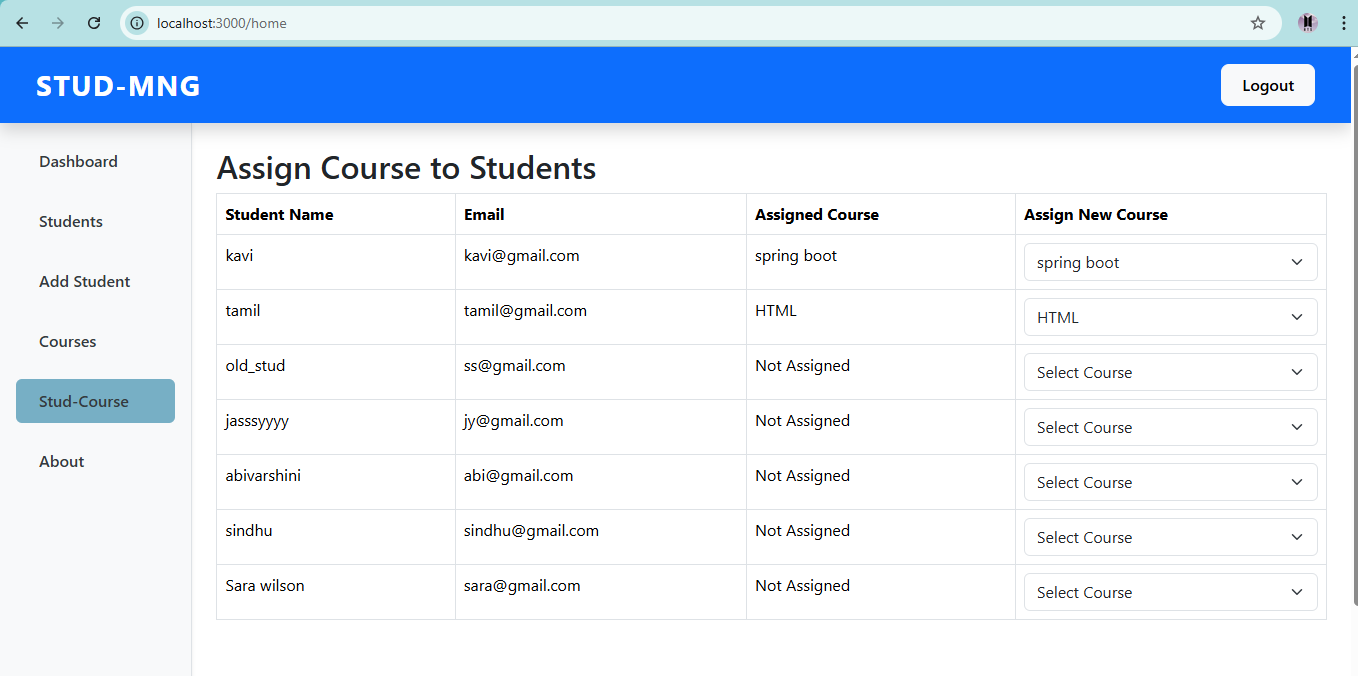 localhost:3000/home
STUD-MNG
Logout
Dashboard
Students
Add Student
Courses
Stud-Course
About
Assign Course to Students
Student Name Email Assigned Course Assign New Course
kavi kavi@gmail.com spring boot spring boot
tamil tamil@gmail.com HTML HTML
old_stud ss@gmail.com Not Assigned Select Course
jasssyyyy jy@gmail.com Not Assigned Select Course
abivarshini abi@gmail.com Not Assigned Select Course
sindhu sindhu@gmail.com Not Assigned Select Course
Sara wilson sara@gmail.com Not Assigned Select Course